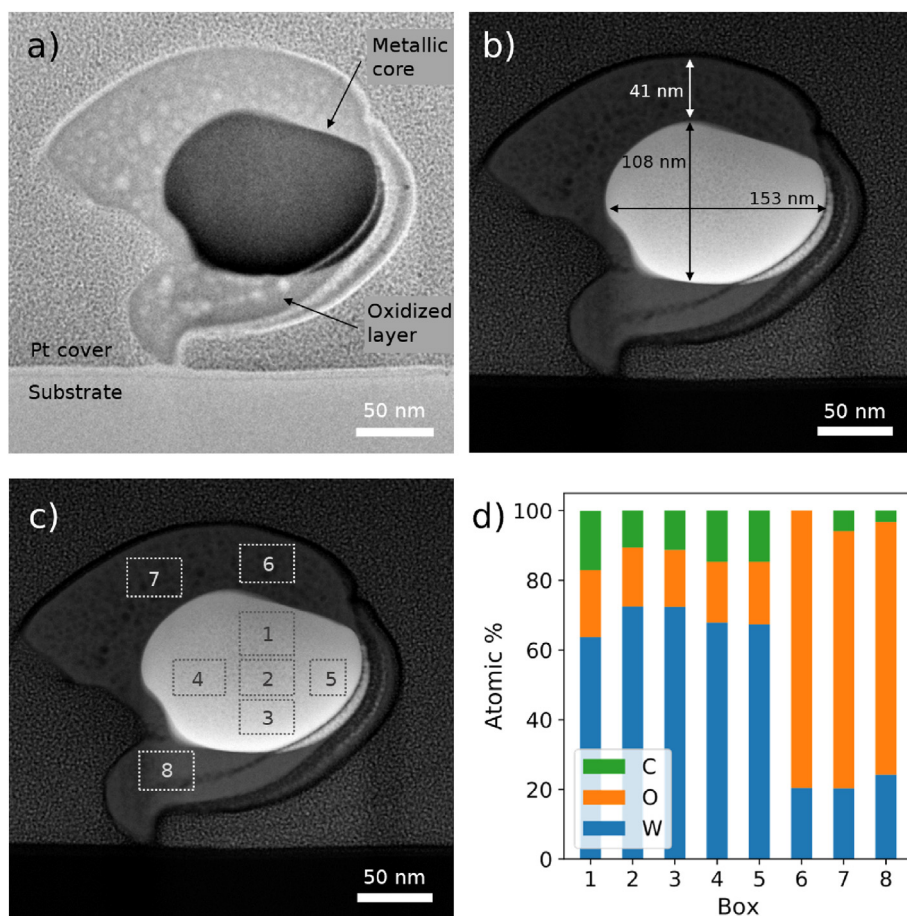 a)
Metallic
core
Oxidized
layer
Pt cover
Substrate
50 nm
b)
41 nm
108 nm
153 nm
50 nm
c)
6
7
1
4
2
5
3
8
50 nm
d)
Atomic %
100
80
60
40
20
0
C
O
W
1 2 3 4 5 6 7 8
Box